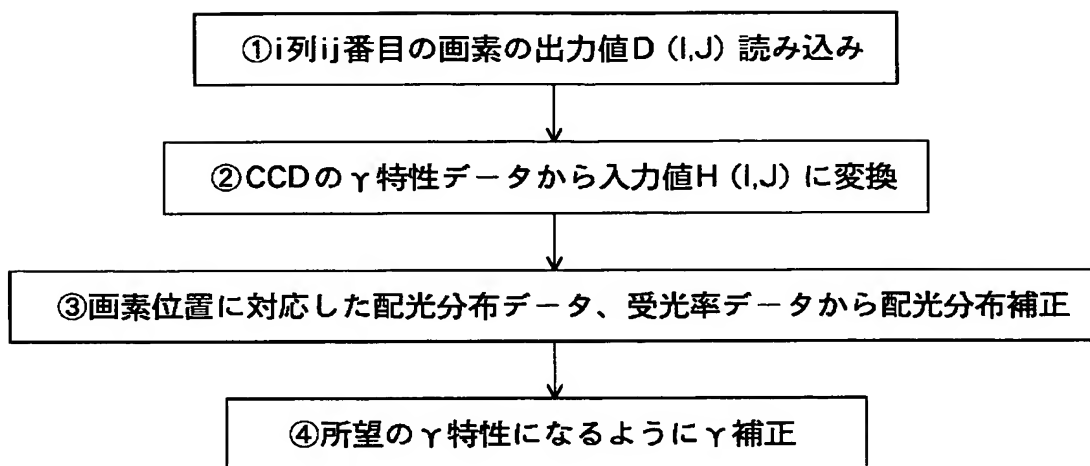 ①i列ij番目の画素の出力値D (I,J) 読み込み
②CCDのγ特性データから入力値H (I,J) に変換
③画素位置に対応した配光分布データ、受光率データから配光分布補正
④所望のγ特性になるようにγ補正